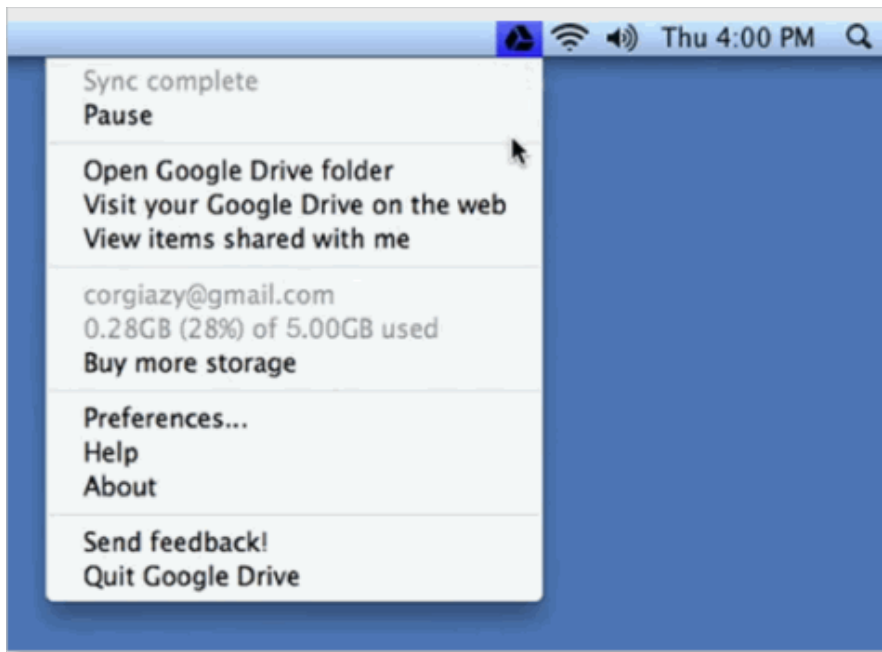 Thu 4:00 PM
Sync complete
Pause
Open Google Drive folder
Visit your Google Drive on the web
View items shared with me
corgiazy@gmail.com
0.28GB (28%) of 5.00GB used
Buy more storage
Preferences...
Help
About
Send feedback!
Quit Google Drive